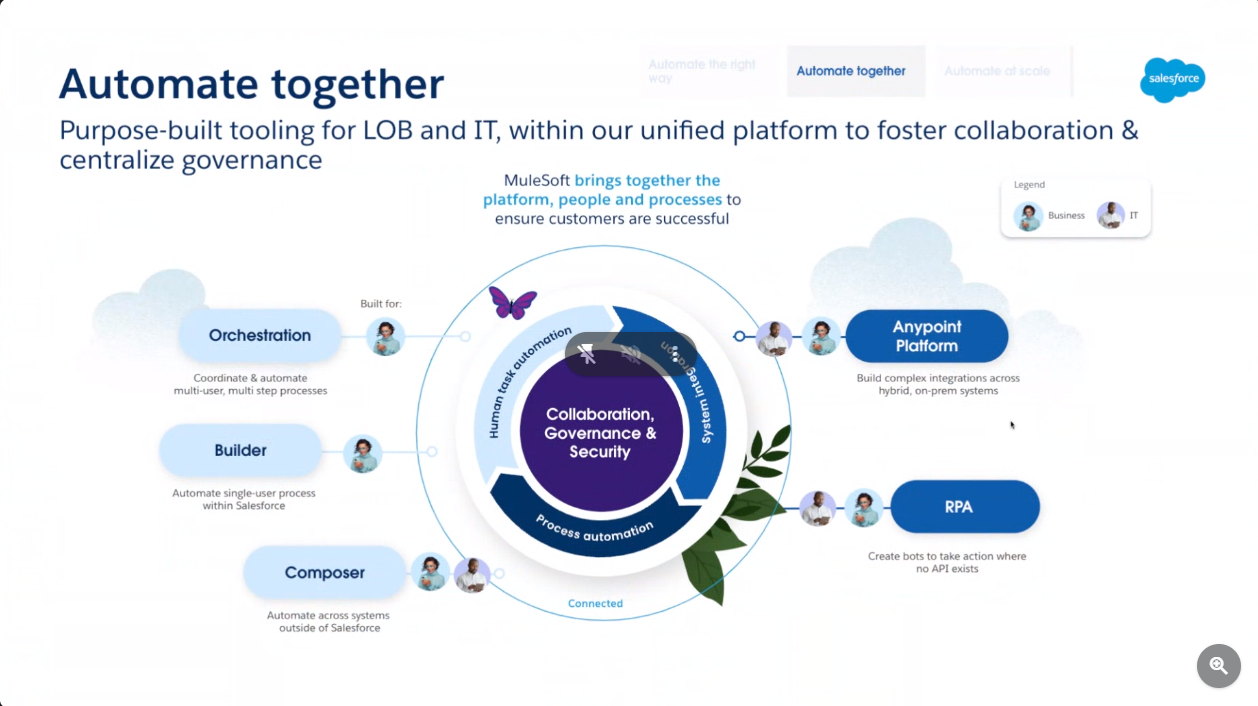 Automate together
Automate the right
way
Automate together
Automate at scale
salesforce
Purpose-built tooling for LOB and IT, within our unified platform to foster collaboration &
centralize governance
MuleSoft brings together the
platform, people and processes to
ensure customers are successful
Legend
Business
IT
Built for:
Orchestration
Coordinate & automate
multi-user, multi step processes
Builder
Automate single-user process
within Salesforce
Composer
Automate across systems
outside of Salesforce
Human task automation
System integration
Process automation
Collaboration,
Governance &
Security
Connected
Anypoint
Platform
Build complex integrations across
hybrid, on-prem systems
RPA
Create bots to take action where
no API exists